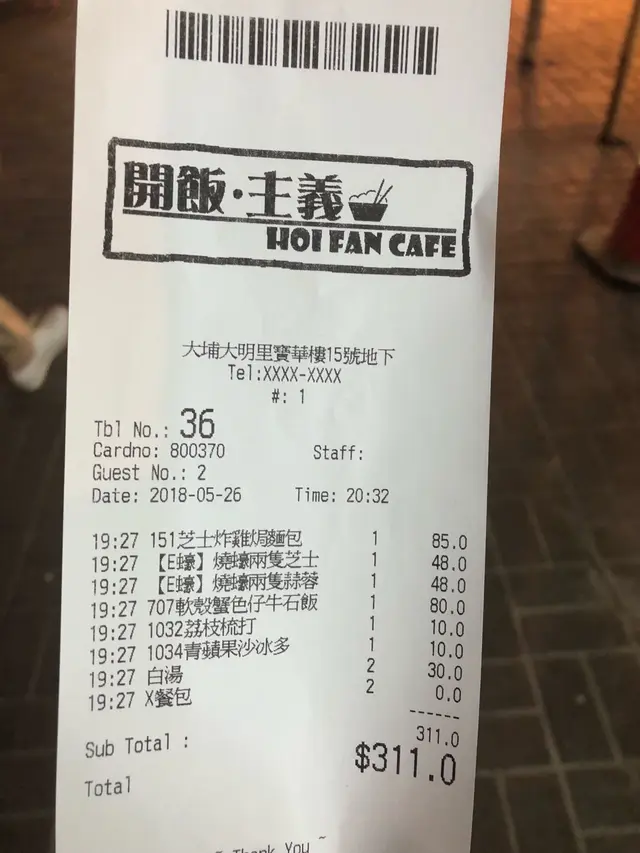 開飯·主義
HOI FAN CAFE
大埔大明里寶華樓15號地下
Tel:XXXX-XXXX
#: 1
Tbl No.: 36
Cardno: 800370 Staff:
Guest No.: 2
Date: 2018-05-26 Time: 20:32
19:27 151芝士炸雞焗麵包 1 85.0
19:27 【E蠔】燒蠔兩隻芝士 1 48.0
19:27 【E蠔】燒蠔兩隻蒜蓉 1 48.0
19:27 707軟殼蟹色仔牛石飯 1 80.0
19:27 1032荔枝梳打 1 10.0
19:27 1034青蘋果沙冰多 1 10.0
19:27 白湯 2 30.0
19:27 X餐包 2 0.0
------
Sub Total : 311.0
Total $311.0
~ Thank You ~